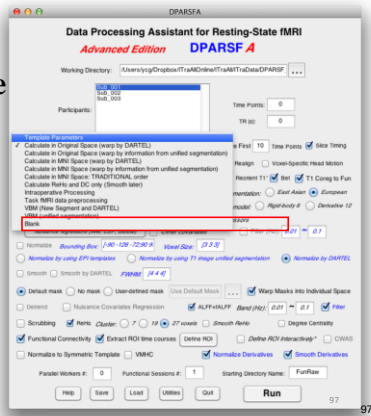 DPARSFA
Data Processing Assistant for Resting-State fMRI
Advanced Edition DPARSF A
Working Directory: /Users/ycg/Dropbox/ITraAllOnline/ITraAll/ITraData/DPARSF ...
Sub_001
Sub_002
Sub_003
Participants:
Time Points: 0
TR (s): 0
Template Parameters
✓ Calculate in Original Space (warp by DARTEL)
Calculate in Original Space (warp by information from unified segmentation)
Calculate in MNI Space (warp by DARTEL)
Calculate in MNI Space (warp by information from unified segmentation)
Calculate in MNI Space: TRADITIONAL order
Calculate ReHo and DC only (Smooth later)
Intraoperative Processing
Task fMRI data preprocessing
VBM (New Segment and DARTEL)
VBM (unified segmentation)
Blank
e First 10 Time Points Slice Timing
Realign Voxel-Specific Head Motion
Reorient T1* Bet T1 Coreg to Fun
mentation: East Asian European
model: Rigid-body 6 Derivative 12
0.01 ~ 0.1
Normalize Bounding Box: [-90 -126 -72;90 9 Voxel Size: [3 3 3]
Normalize by using EPI templates Normalize by using T1 image unified segmentation Normalize by DARTEL
Smooth Smooth by DARTEL FWHM: [4 4 4]
Default mask No mask User-defined mask Use Default Mask ... Warp Masks into Individual Space
Detrend Nuisance Covariates Regression ALFF+fALFF Band (Hz): 0.01 ~ 0.1 Filter
Scrubbing ReHo Cluster: 7 19 27 voxels Smooth ReHo Degree Centrality
Functional Connectivity Extract ROI time courses Define ROI Define ROI Interactively* CWAS
Normalize to Symmetric Template VMHC Normalize Derivatives Smooth Derivatives
Parallel Workers #: 0 Functional Sessions #: 1 Starting Directory Name: FunRaw
Help Save Load Utilities Quit Run
97
97